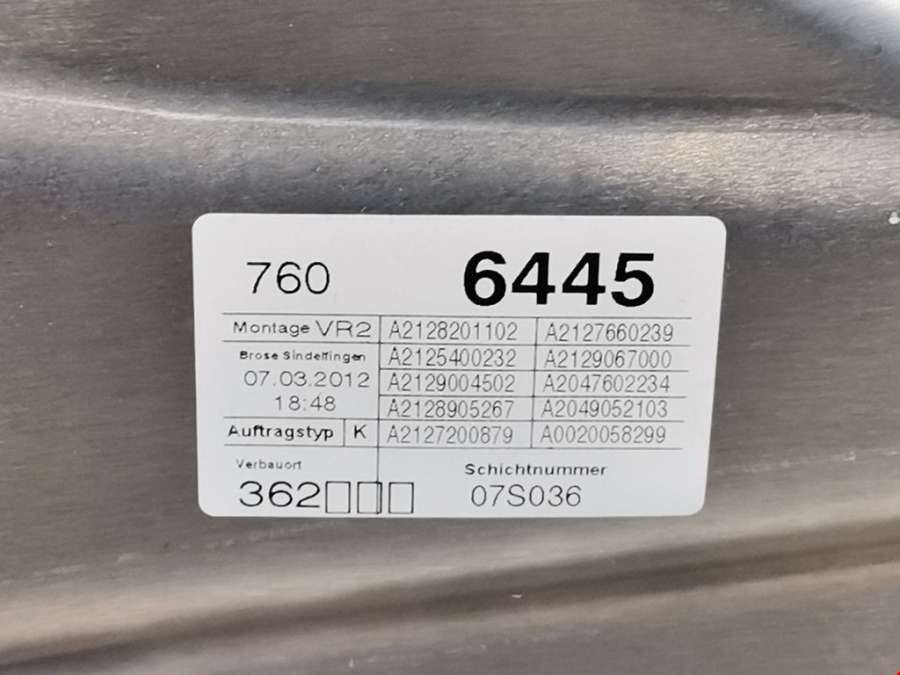 760 6445
Montage VR2 A2128201102 A2127660239
Brose Sindelfingen A2125400232 A2129067000
07.03.2012 A2129004502 A2047602234
18:48 A2128905267 A2049052103
Auftragstyp K A2127200879 A0020058299
Verbauort Schichtnummer
362□□□ 07S036